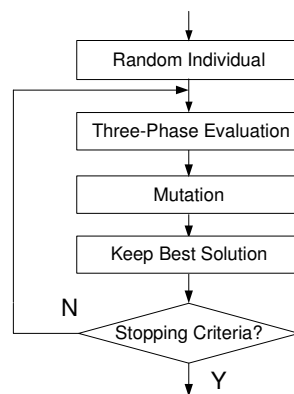 Random Individual
Three-Phase Evaluation
Mutation
Keep Best Solution
N
Stopping Criteria?
Y